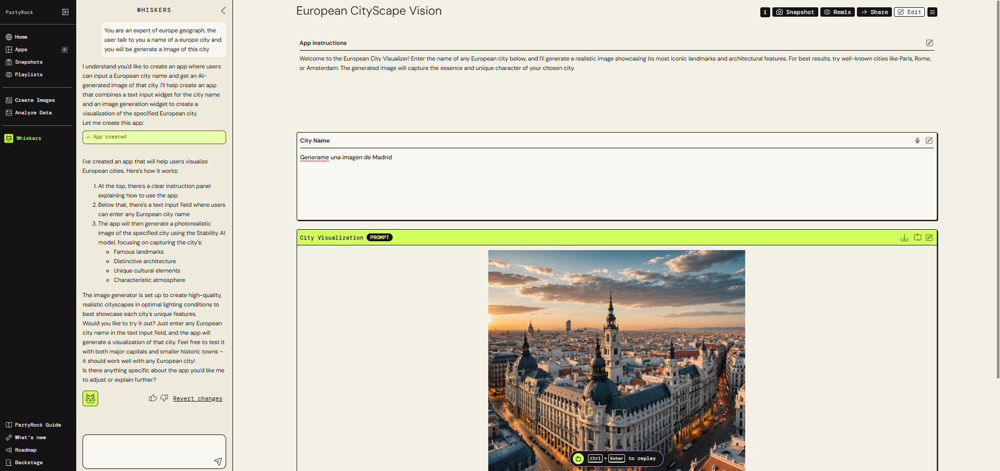 PartyRock
Home
Apps
Snapshots
Playlists
Create Images
Analyze Data
Whiskers
PartyRock Guide
What's new
Roadmap
Backstage
WHISKERS
You are an expert of europe geograph, the
user talk to you a name of a europe city and
you will be generate a image of this city
I understand you'd like to create an app where users
can input a European city name and get an AI-
generated image of that city. I'll help create an app
that combines a text input widget for the city name
and an image generation widget to create a
visualization of the specified European city.
Let me create this app:
App created
I've created an app that will help users visualize
European cities. Here's how it works:
1. At the top, there's a clear instruction panel
explaining how to use the app
2. Below that, there's a text input field where users
can enter any European city name
3. The app will then generate a photorealistic
image of the specified city using the Stability AI
model, focusing on capturing the city's:
Famous landmarks
Distinctive architecture
Unique cultural elements
Characteristic atmosphere
The image generator is set up to create high-quality,
realistic cityscapes in optimal lighting conditions to
best showcase each city's unique features.
Would you like to try it out? Just enter any European
city name in the text input field, and the app will
generate a visualization of that city. Feel free to test it
with both major capitals and smaller historic towns -
it should work well with any European city!
Is there anything specific about the app you'd like me
to adjust or explain further?
Revert changes
European CityScape Vision
i Snapshot Remix Share Edit
App Instructions
Welcome to the European City Visualizer! Enter the name of any European city below, and I'll generate a realistic image showcasing its most iconic landmarks and architectural features. For best results, try well-known cities like Paris, Rome,
or Amsterdam. The generated image will capture the essence and unique character of your chosen city.
City Name
Generame una imagen de Madrid
City Visualization PROMPT
Ctrl + Enter to replay